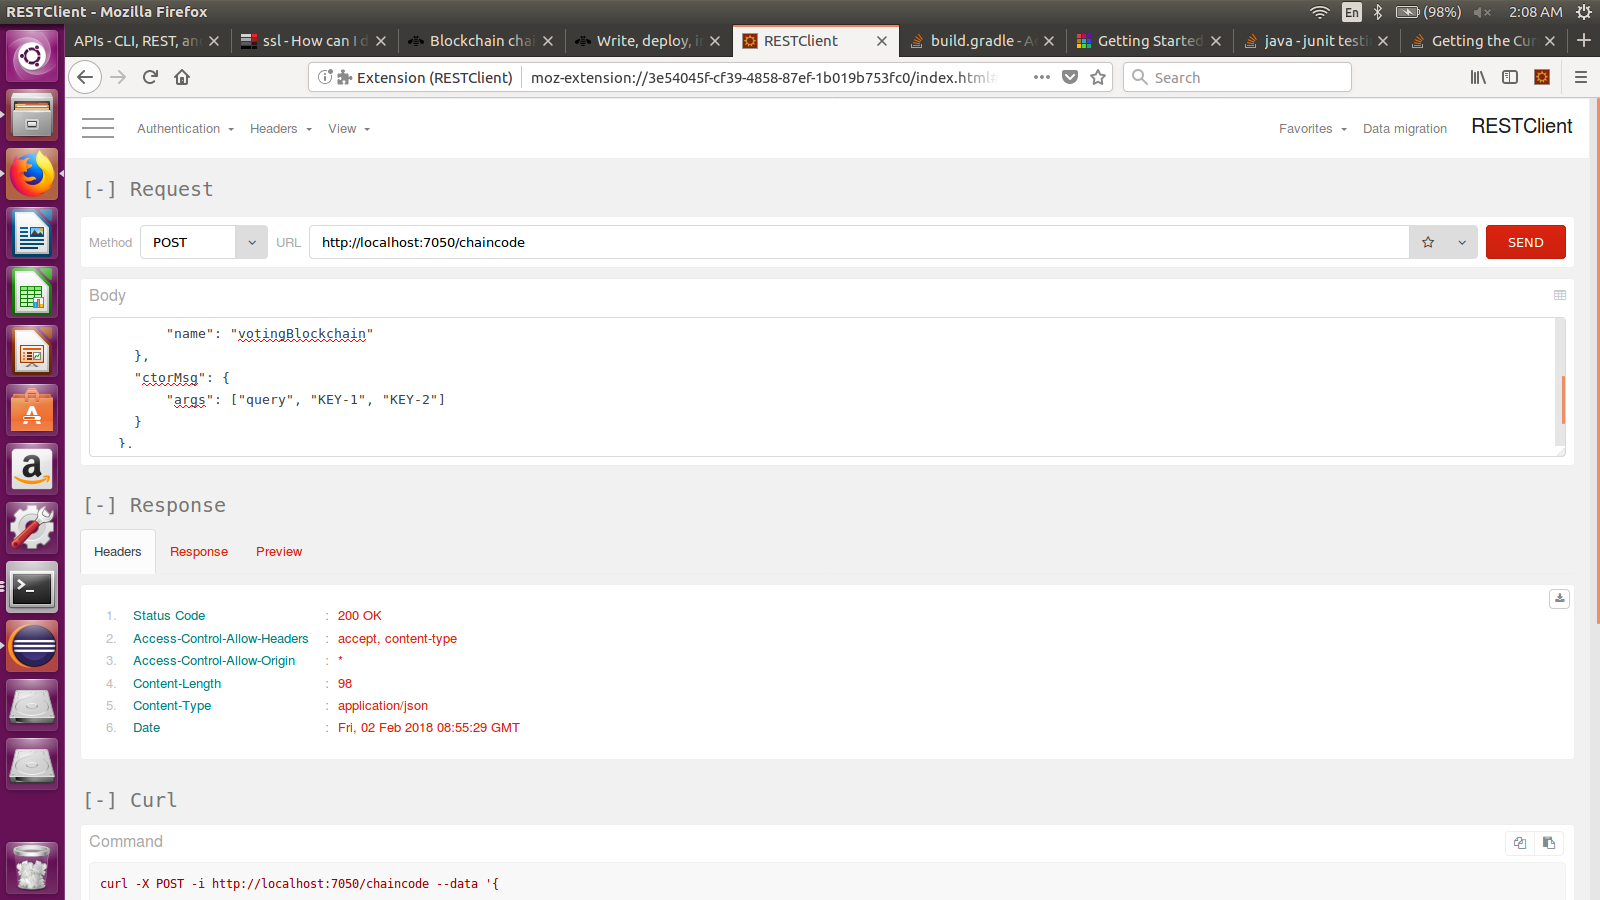 RESTClient - Mozilla Firefox
En
(98%)
2:08 AM
APIs - CLI, REST, an
ssl - How can I d
Blockchain chai
Write, deploy, i
RESTClient
build.gradle - A
Getting Started
java - junit testi
Getting the Cur
Extension (RESTClient)
moz-extension://3e54045f-cf39-4858-87ef-1b019b753fc0/index.html#
Search
Authentication
Headers
View
Favorites
Data migration
RESTClient
[-] Request
Method
POST
URL
http://localhost:7050/chaincode
SEND
Body
"name": "votingBlockchain"
},
"ctorMsg": {
"args": ["query", "KEY-1", "KEY-2"]
}
},
[-] Response
Headers
Response
Preview
1. Status Code : 200 OK
2. Access-Control-Allow-Headers : accept, content-type
3. Access-Control-Allow-Origin : *
4. Content-Length : 98
5. Content-Type : application/json
6. Date : Fri, 02 Feb 2018 08:55:29 GMT
[-] Curl
Command
curl -X POST -i http://localhost:7050/chaincode --data '{